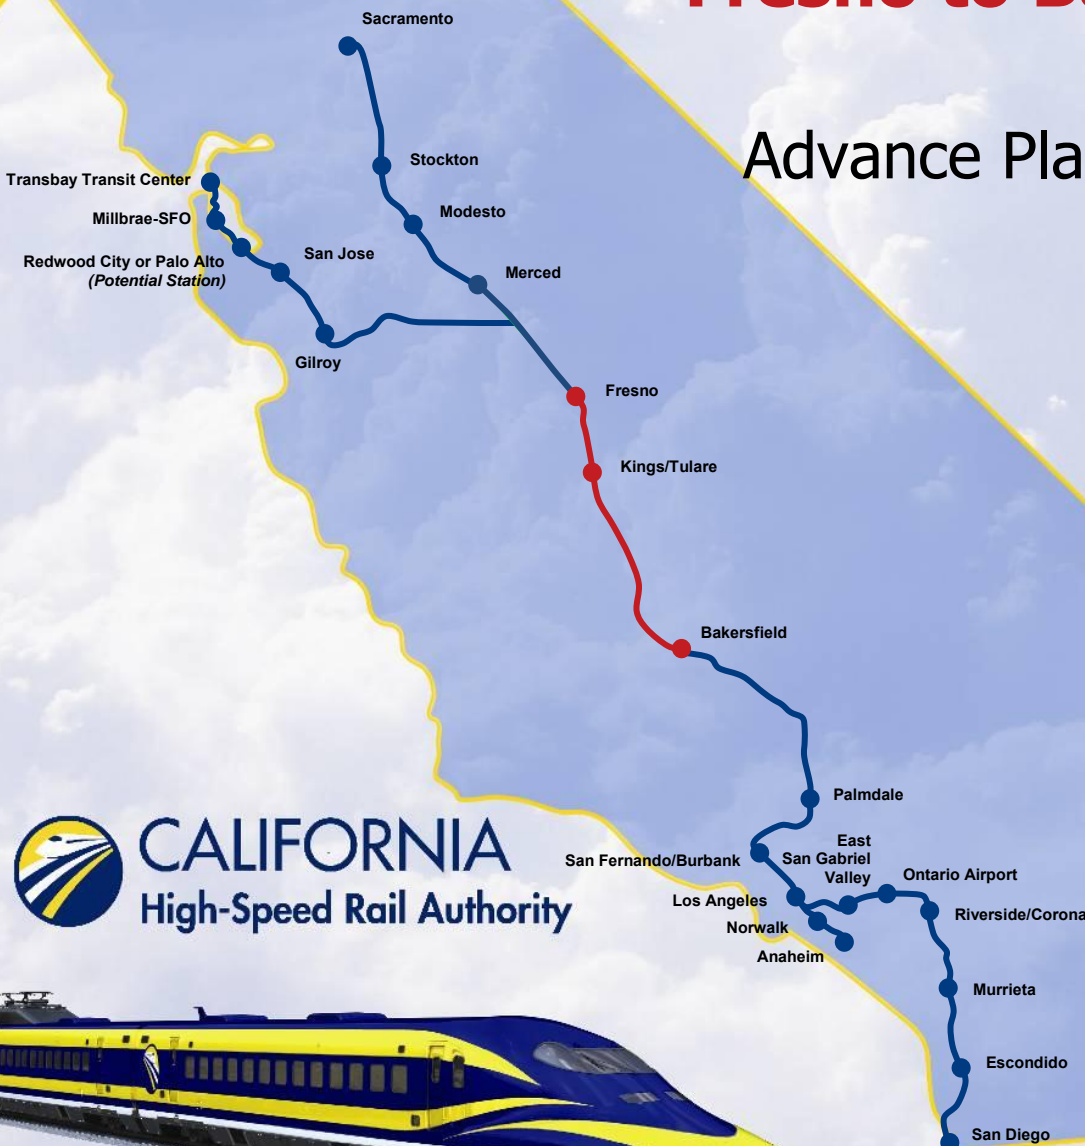 Fresno to B
Advance Pla
Sacramento
Stockton
Transbay Transit Center
Modesto
Millbrae-SFO
San Jose
Redwood City or Palo Alto
(Potential Station)
Merced
Gilroy
Fresno
Kings/Tulare
Bakersfield
Palmdale
CALIFORNIA
High-Speed Rail Authority
San Fernando/Burbank
East
San Gabriel
Valley
Ontario Airport
Los Angeles
Riverside/Corona
Norwalk
Anaheim
Murrieta
Escondido
San Diego